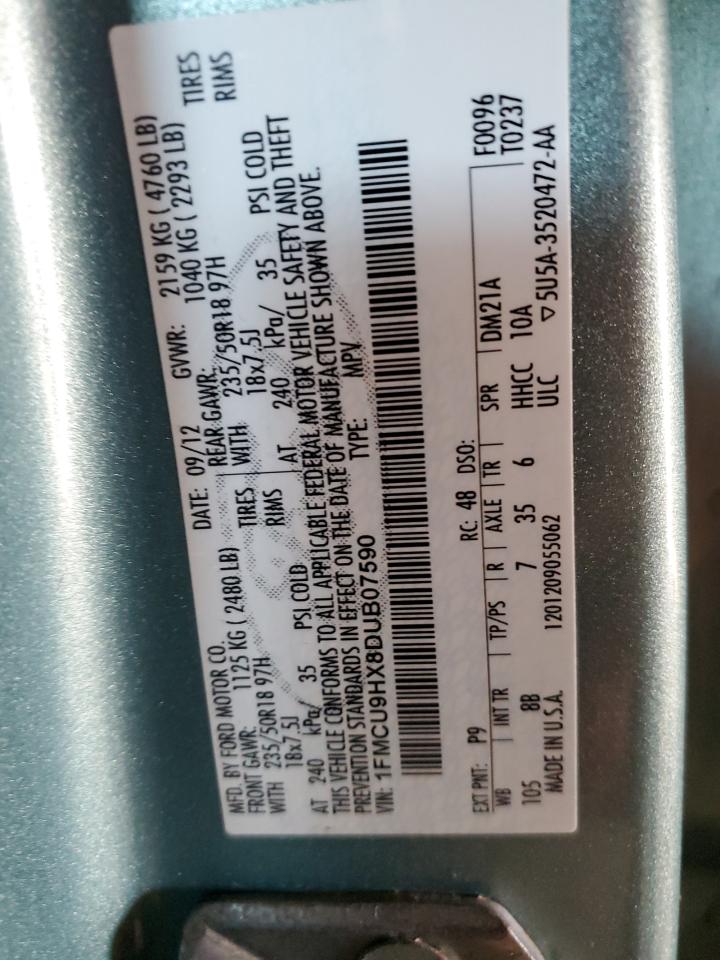 MFD. BY FORD MOTOR CO.
DATE: 09/12 GVWR: 2159 KG ( 4760 LB)
FRONT GAWR: 1125 KG ( 2480 LB) REAR GAWR: 1040 KG ( 2293 LB)
WITH 235/50R18 97H TIRES WITH 235/50R18 97H TIRES
18x7.5J RIMS 18x7.5J RIMS
AT 240 kPa/ 35 PSI COLD AT 240 kPa/ 35 PSI COLD
THIS VEHICLE CONFORMS TO ALL APPLICABLE FEDERAL MOTOR VEHICLE SAFETY AND THEFT
PREVENTION STANDARDS IN EFFECT ON THE DATE OF MANUFACTURE SHOWN ABOVE.
VIN: 1FMCU9HX8DUB07590 TYPE: MPV
EXT PNT: P9 RC: 48 DSO: F0096
WB INT TR TP/PS R AXLE TR SPR DM21A T0237
105 8B 7 35 6 HHCC 10A
MADE IN U.S.A. 1201209055062 ULC ▽5U5A-3520472-AA